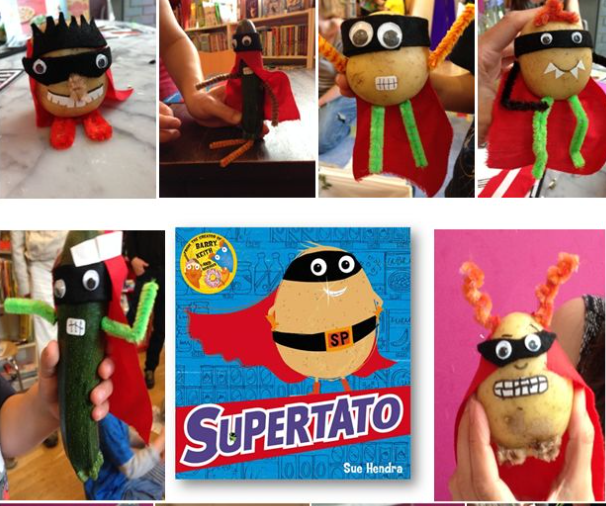 BARRY
KEITH
SP
SUPERTATO
Sue Hendra